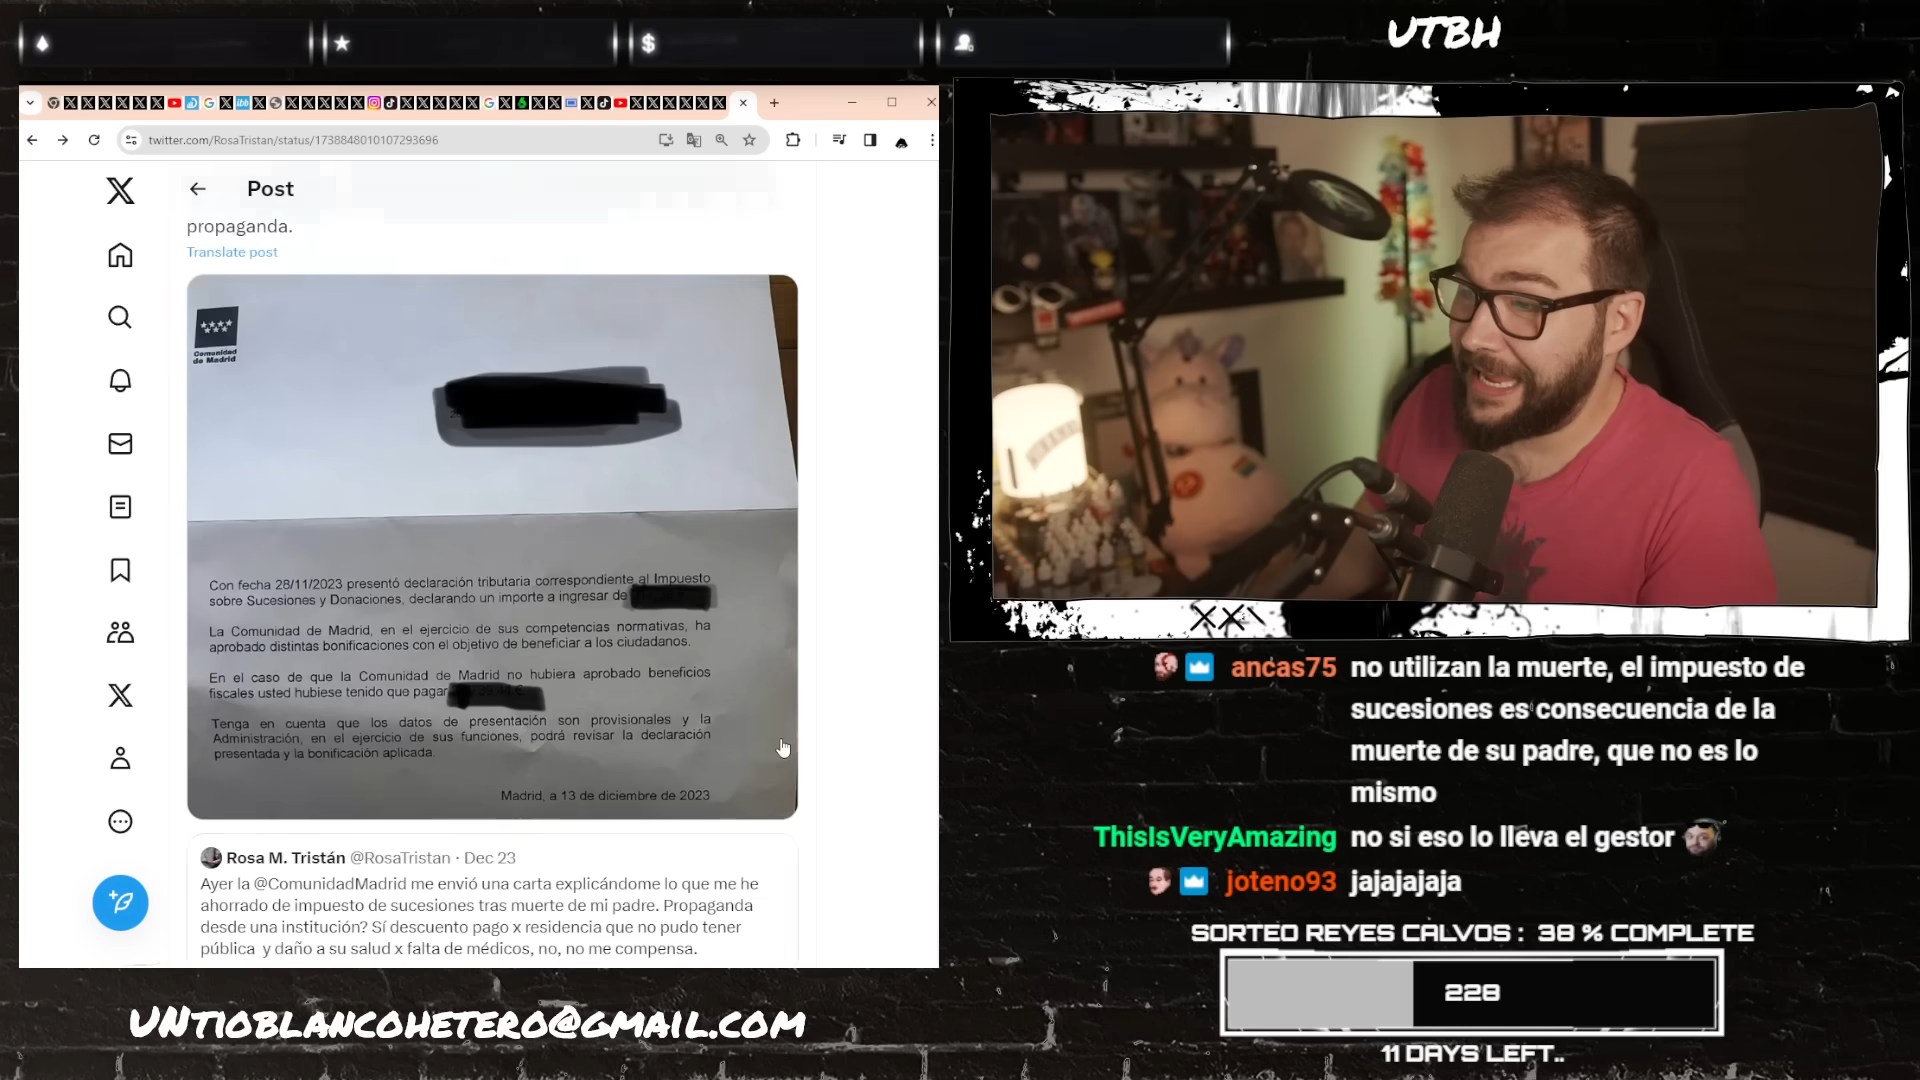 UTBH
twitter.com/RosaTristan/status/1738848010107293696
Post
propaganda.
Translate post
Comunidad
de Madrid
Con fecha 28/11/2023 presentó declaración tributaria correspondiente al Impuesto
sobre Sucesiones y Donaciones, declarando un importe a ingresar de
La Comunidad de Madrid, en el ejercicio de sus competencias normativas, ha
aprobado distintas bonificaciones con el objetivo de beneficiar a los ciudadanos.
En el caso de que la Comunidad de Madrid no hubiera aprobado beneficios
fiscales usted hubiese tenido que pagar
Tenga en cuenta que los datos de presentación son provisionales y la
Administración, en el ejercicio de sus funciones, podrá revisar la declaración
presentada y la bonificación aplicada.
Madrid, a 13 de diciembre de 2023
Rosa M. Tristán @RosaTristan · Dec 23
Ayer la @ComunidadMadrid me envió una carta explicándome lo que me he
ahorrado de impuesto de sucesiones tras muerte de mi padre. Propaganda
desde una institución? Sí descuento pago x residencia que no pudo tener
pública y daño a su salud x falta de médicos, no, no me compensa.
ancas75 no utilizan la muerte, el impuesto de
sucesiones es consecuencia de la
muerte de su padre, que no es lo
mismo
ThisIsVeryAmazing no si eso lo lleva el gestor
joteno93 jajajajaja
SORTEO REYES CALVOS : 38 % COMPLETE
228
11 DAYS LEFT..
UNTIOBLANCOHETERO@GMAIL.COM